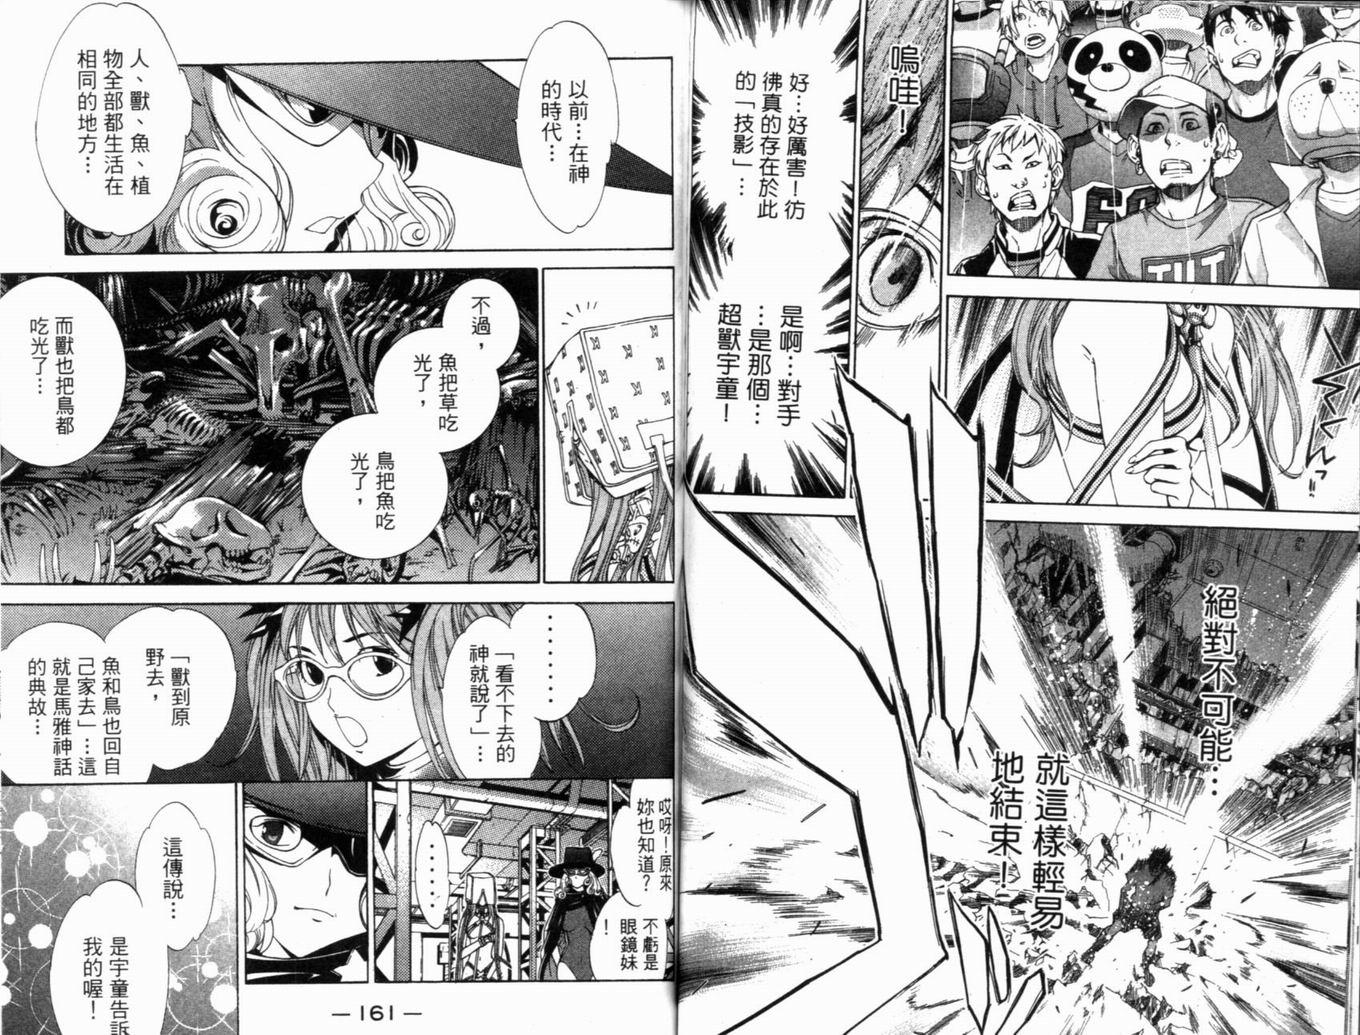 嗚哇！
好…好厲害！彷
彿真的存在於此
的「技影」…
是啊…對手
…是那個…
超獸宇童！
TILT
絕對不可能…
就這樣輕易
地結束！
以前…在神
的時代…
人、獸、魚、植
物全部都生活在
相同的地方…
不過，
魚把草吃
光了，
鳥把魚吃
光了，
而獸也把鳥都
吃光了…
………
「看不下去的
神就說了」…
「獸到原
野去，
魚和鳥也回自
己家去」…這
就是馬雅神話
的典故…
哎呀！原來
妳也知道？
不虧是
眼鏡妹
！
……
這傳說…
是宇童告訴
我的喔！
—161—